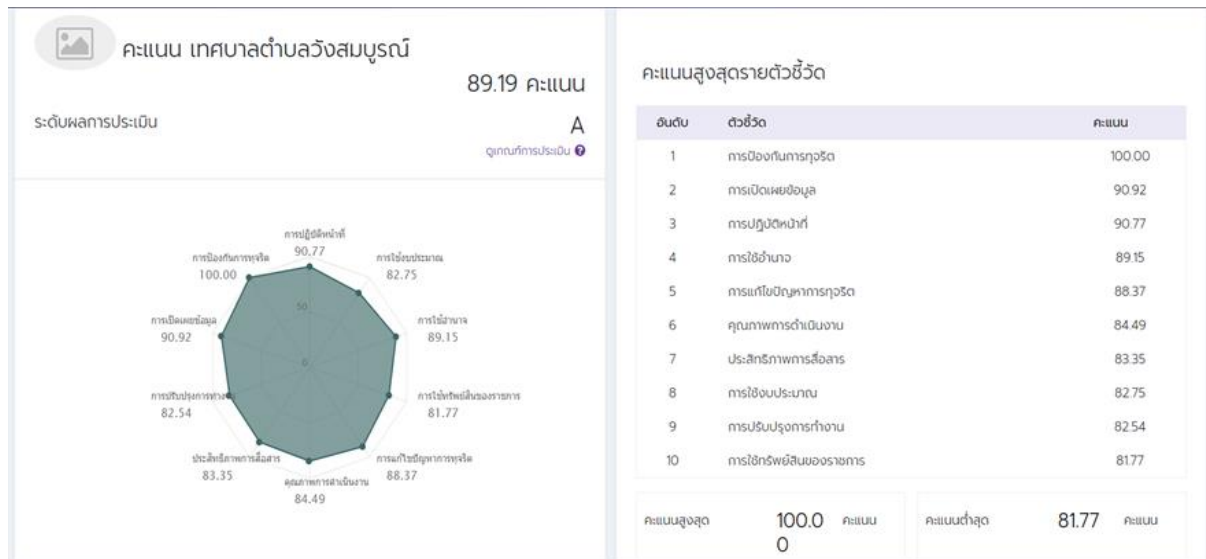 คะแนน เทศบาลตำบลวังสมบูรณ์
89.19 คะแนน
ระดับผลการประเมิน
A
ดูเกณฑ์การประเมิน ?
การปฏิบัติหน้าที่
90.77
การป้องกันการทุจริต
100.00
การใช้งบประมาณ
82.75
50
การเปิดเผยข้อมูล
90.92
การใช้อำนาจ
89.15
0
การปรับปรุงการทำงาน
82.54
การใช้ทรัพย์สินของราชการ
81.77
ประสิทธิภาพการสื่อสาร
83.35
การแก้ไขปัญหาการทุจริต
88.37
คุณภาพการดำเนินงาน
84.49
คะแนนสูงสุดรายตัวชี้วัด
อันดับ ตัวชี้วัด คะแนน
1 การป้องกันการทุจริต 100.00
2 การเปิดเผยข้อมูล 90.92
3 การปฏิบัติหน้าที่ 90.77
4 การใช้อำนาจ 89.15
5 การแก้ไขปัญหาการทุจริต 88.37
6 คุณภาพการดำเนินงาน 84.49
7 ประสิทธิภาพการสื่อสาร 83.35
8 การใช้งบประมาณ 82.75
9 การปรับปรุงการทำงาน 82.54
10 การใช้ทรัพย์สินของราชการ 81.77
คะแนนสูงสุด 100.0 คะแนน
0
คะแนนต่ำสุด 81.77 คะแนน